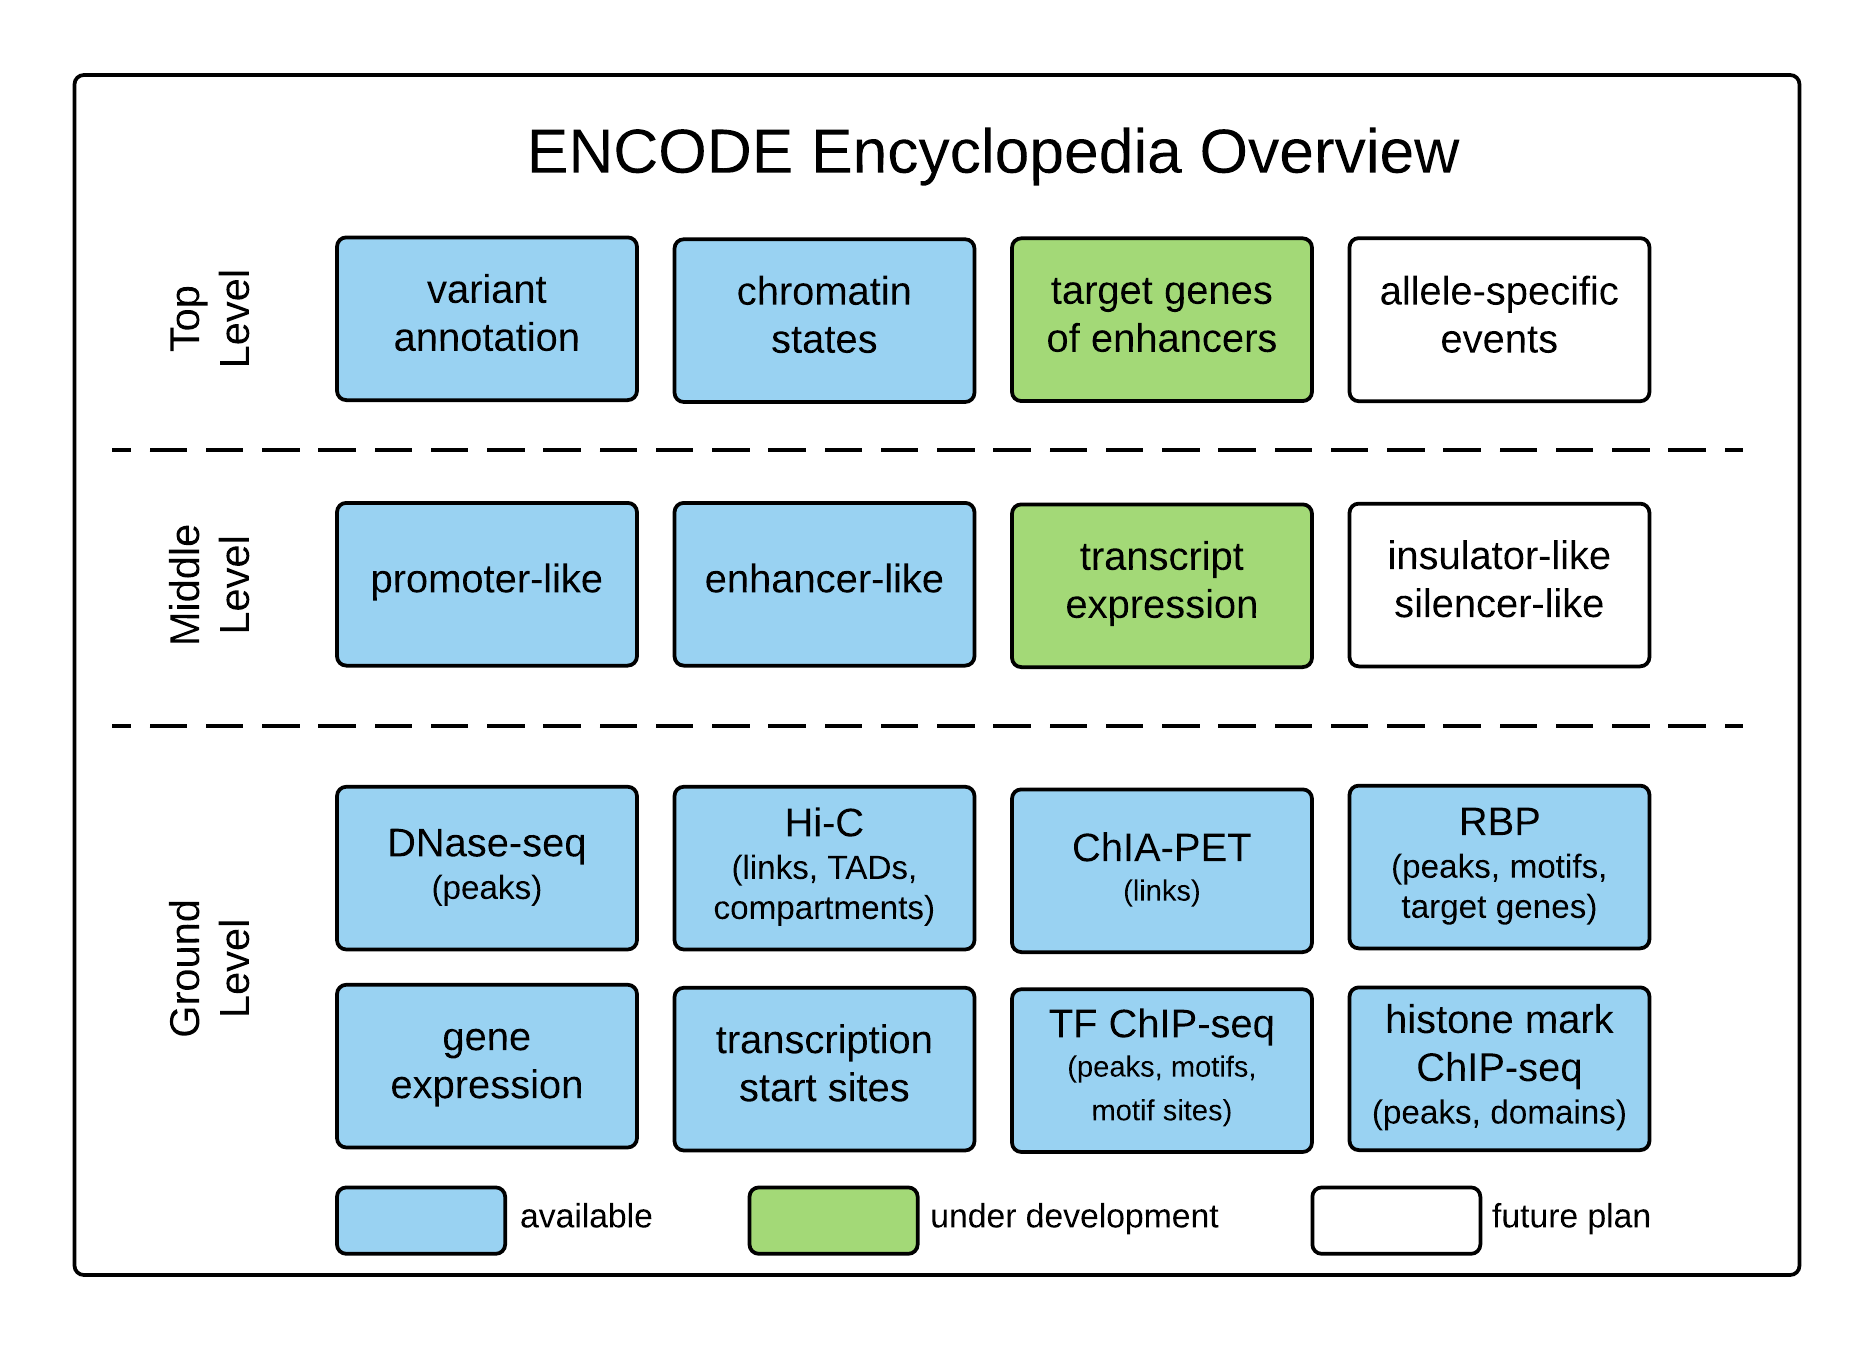 ENCODE Encyclopedia Overview
Top
Level
variant
annotation
chromatin
states
target genes
of enhancers
allele-specific
events
Middle
Level
promoter-like
enhancer-like
transcript
expression
insulator-like
silencer-like
Ground
Level
DNase-seq
(peaks)
Hi-C
(links, TADs,
compartments)
ChIA-PET
(links)
RBP
(peaks, motifs,
target genes)
gene
expression
transcription
start sites
TF ChIP-seq
(peaks, motifs,
motif sites)
histone mark
ChIP-seq
(peaks, domains)
available
under development
future plan